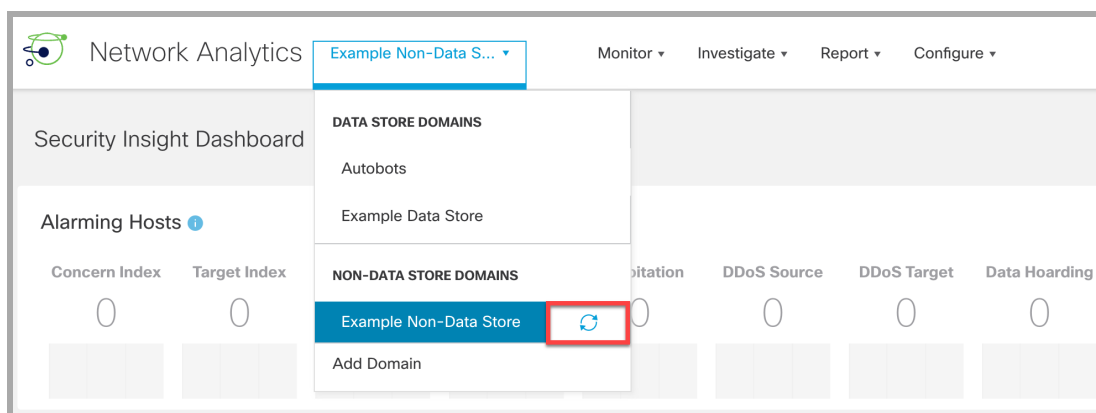 Network Analytics
Example Non-Data S...
Monitor
Investigate
Report
Configure
DATA STORE DOMAINS
Security Insight Dashboard
Autobots
Example Data Store
Alarming Hosts
Concern Index
Target Index
NON-DATA STORE DOMAINS
DDoS Source
DDoS Target
Data Hoarding
0
0
Example Non-Data Store
0
0
0
0
Add Domain